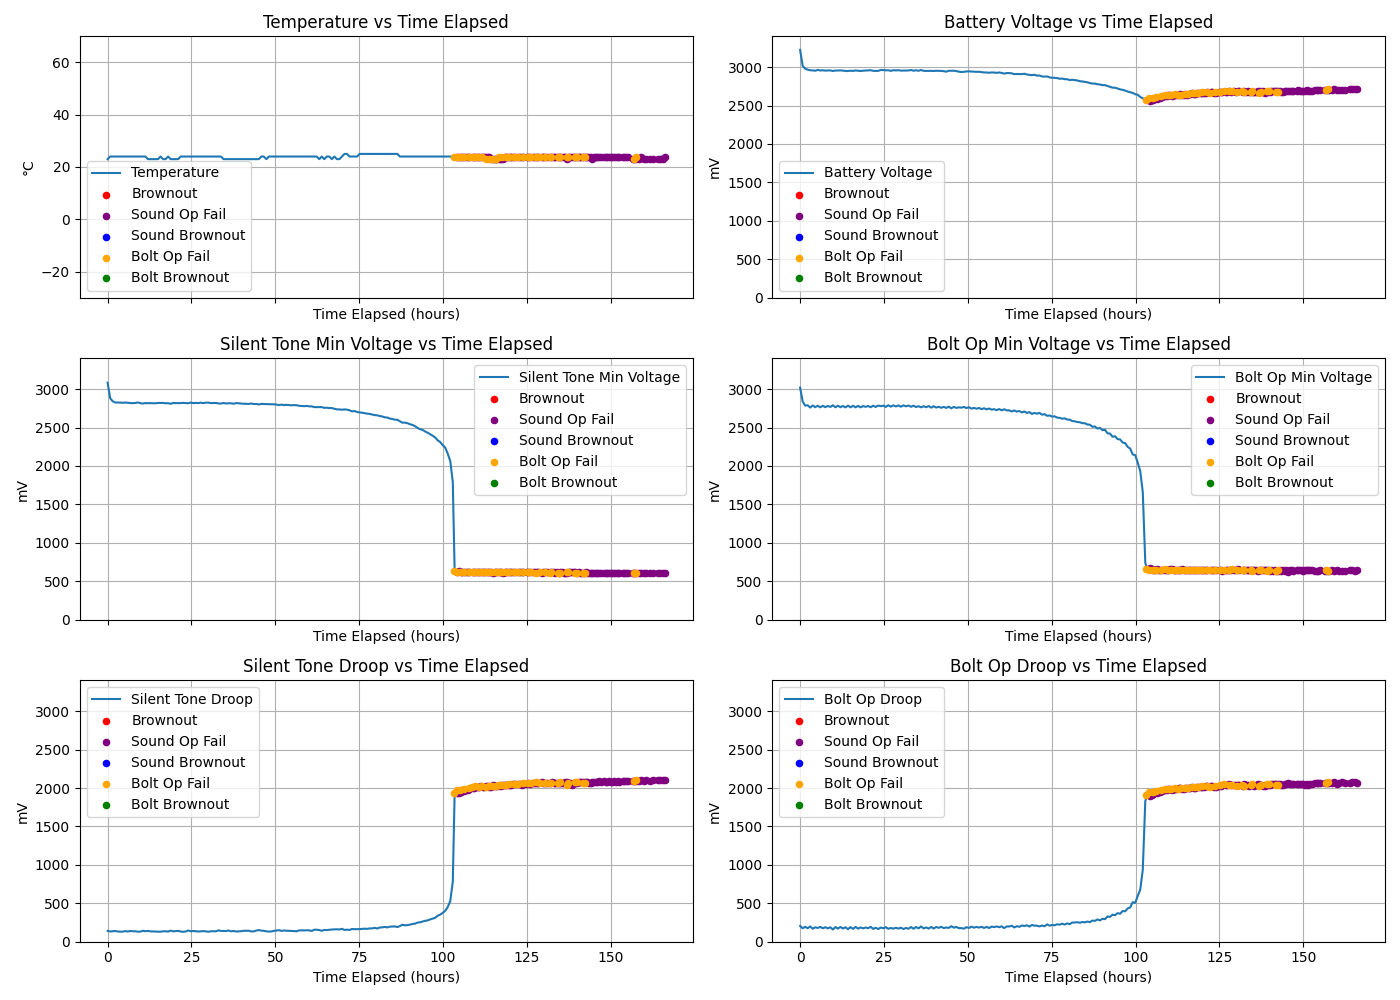 Temperature vs Time Elapsed
60
40
20
0
−20
°C
Temperature
Brownout
Sound Op Fail
Sound Brownout
Bolt Op Fail
Bolt Brownout
Time Elapsed (hours)
Battery Voltage vs Time Elapsed
3000
2500
2000
1500
1000
500
0
mV
Battery Voltage
Brownout
Sound Op Fail
Sound Brownout
Bolt Op Fail
Bolt Brownout
Time Elapsed (hours)
Silent Tone Min Voltage vs Time Elapsed
3000
2500
2000
1500
1000
500
0
mV
Silent Tone Min Voltage
Brownout
Sound Op Fail
Sound Brownout
Bolt Op Fail
Bolt Brownout
Time Elapsed (hours)
Bolt Op Min Voltage vs Time Elapsed
3000
2500
2000
1500
1000
500
0
mV
Bolt Op Min Voltage
Brownout
Sound Op Fail
Sound Brownout
Bolt Op Fail
Bolt Brownout
Time Elapsed (hours)
Silent Tone Droop vs Time Elapsed
3000
2500
2000
1500
1000
500
0
mV
Silent Tone Droop
Brownout
Sound Op Fail
Sound Brownout
Bolt Op Fail
Bolt Brownout
0 25 50 75 100 125 150
Time Elapsed (hours)
Bolt Op Droop vs Time Elapsed
3000
2500
2000
1500
1000
500
0
mV
Bolt Op Droop
Brownout
Sound Op Fail
Sound Brownout
Bolt Op Fail
Bolt Brownout
0 25 50 75 100 125 150
Time Elapsed (hours)